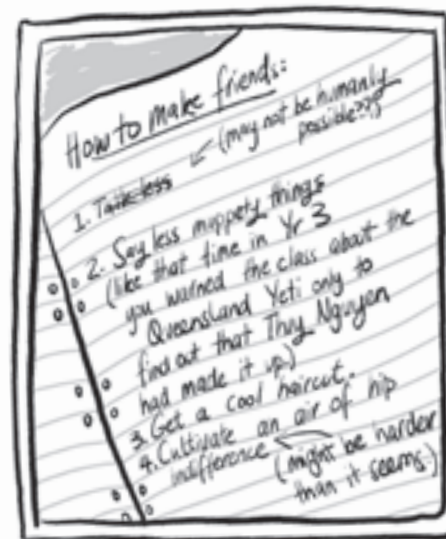 How to make friends:
1. Talk less (may not be humanly
possible??!)
2. Say less muppety things
(like that time in Yr 3
you warned the class about the
Queensland Yeti only to
find out that Thuy Nguyen
had made it up)
3. Get a cool haircut.
4. Cultivate an air of hip
indifference (might be harder
than it seems.)